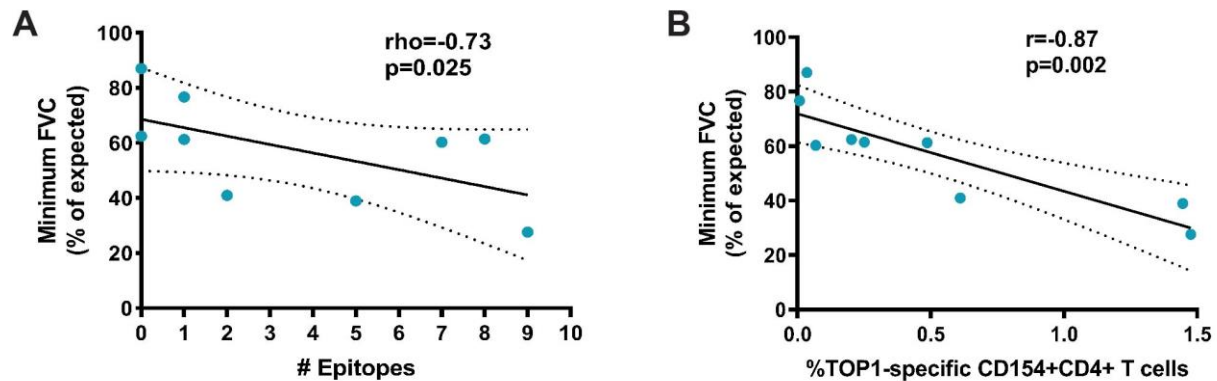 A
rho=-0.73
p=0.025
Minimum FVC
(% of expected)
100
80
60
40
20
0
0 1 2 3 4 5 6 7 8 9 10
# Epitopes
B
r=-0.87
p=0.002
Minimum FVC
(% of expected)
100
80
60
40
20
0
0.0 0.5 1.0 1.5
%TOP1-specific CD154+CD4+ T cells